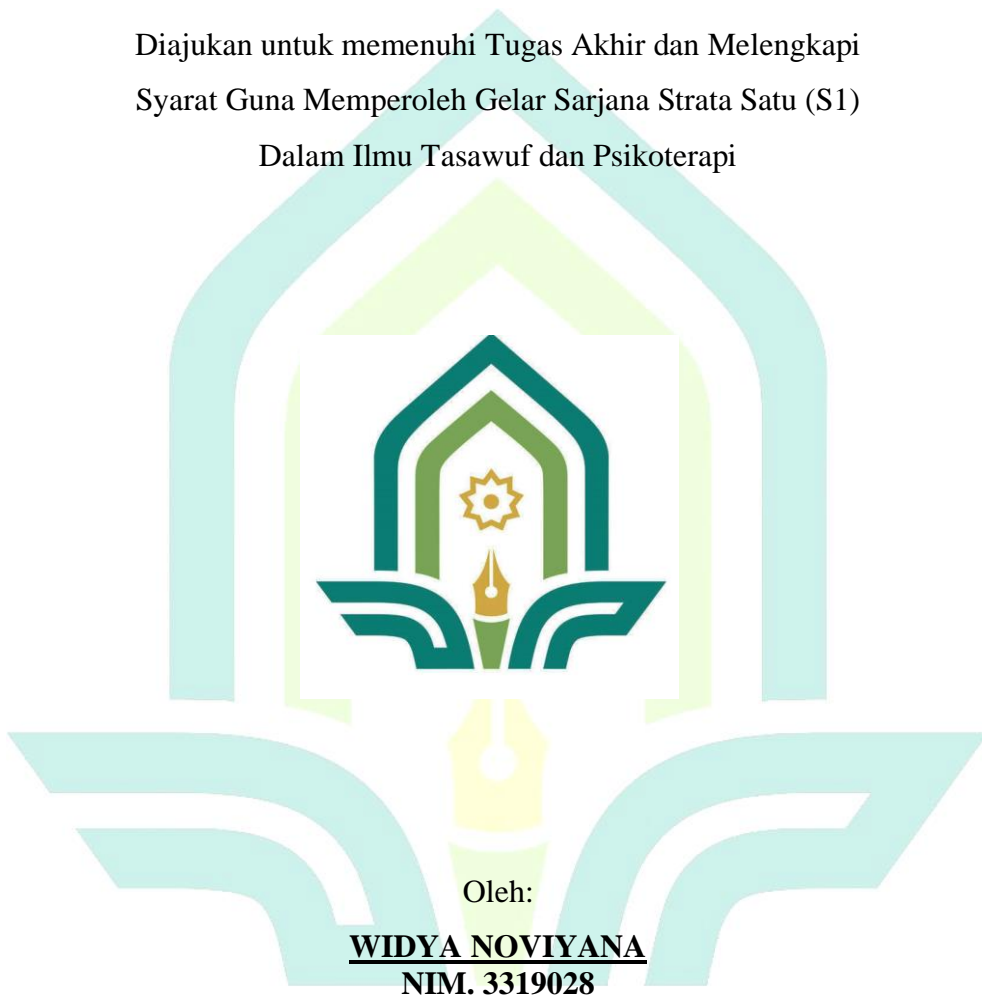 Diajukan untuk memenuhi Tugas Akhir dan Melengkapi
Syarat Guna Memperoleh Gelar Sarjana Strata Satu (S1)
Dalam Ilmu Tasawuf dan Psikoterapi
Oleh:
WIDYA NOVIYANA
NIM. 3319028